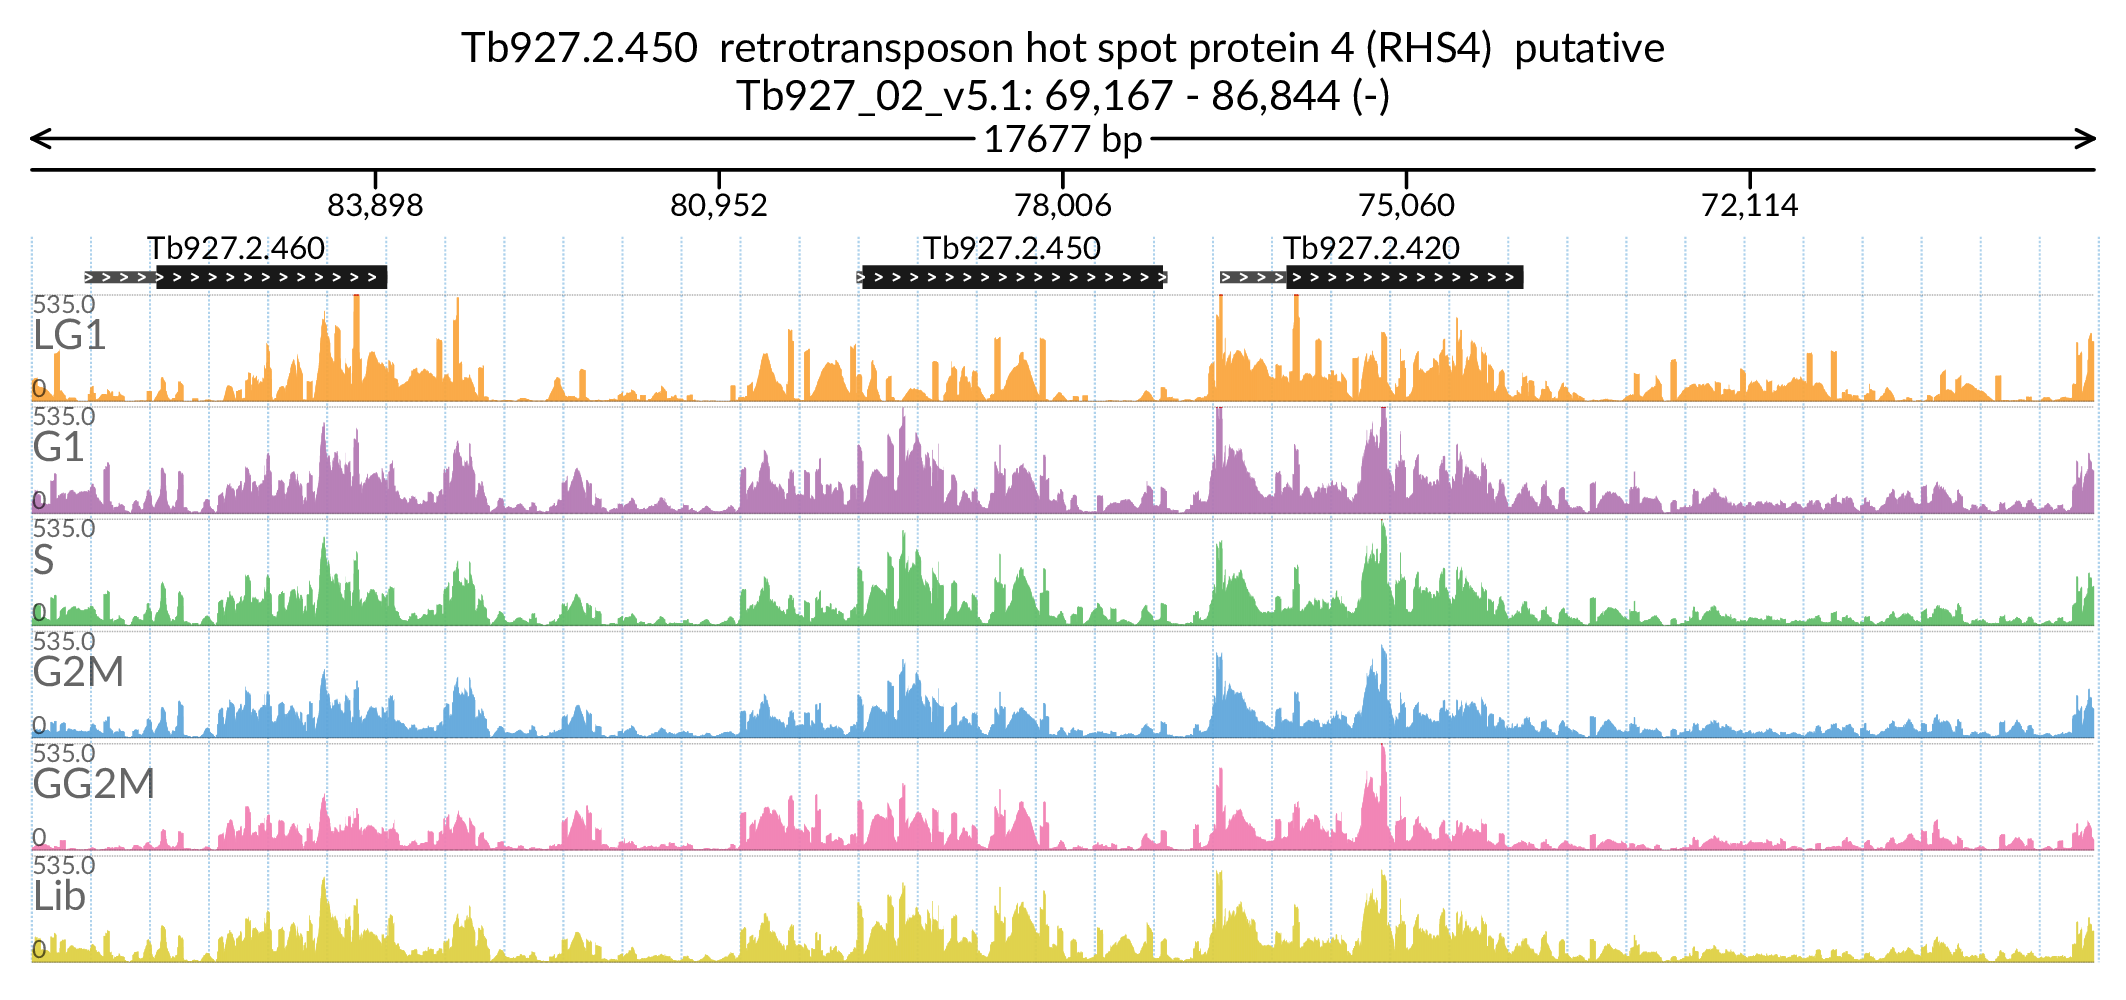 Tb927.2.450  retrotransposon hot spot protein 4 (RHS4)  putative
Tb927_02_v5.1: 69,167 - 86,844 (-)
17677 bp
83,898 80,952 78,006 75,060 72,114
Tb927.2.460 Tb927.2.450 Tb927.2.420
535.0
LG1
0
535.0
G1
0
535.0
S
0
535.0
G2M
0
535.0
GG2M
0
535.0
Lib
0